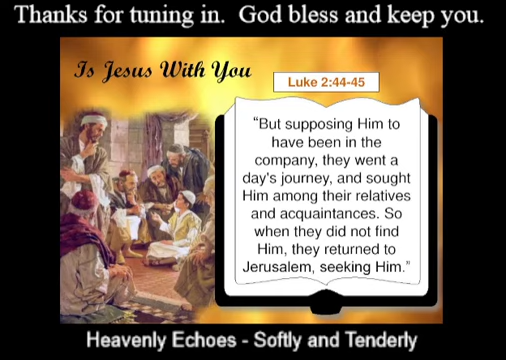 Thanks for tuning in.  God bless and keep you.
Is Jesus With You
Luke 2:44-45
“But supposing Him to
have been in the
company, they went a
day's journey, and sought
Him among their relatives
and acquaintances. So
when they did not find
Him, they returned to
Jerusalem, seeking Him.”
Heavenly Echoes - Softly and Tenderly